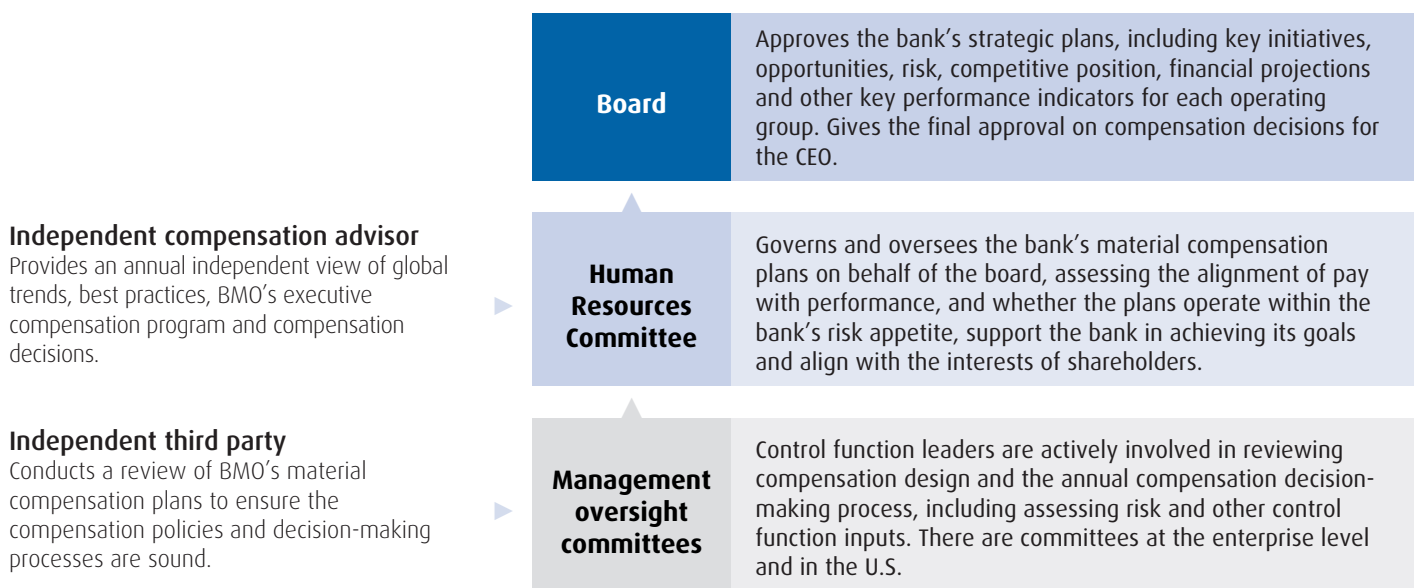 Board
Approves the bank’s strategic plans, including key initiatives,
opportunities, risk, competitive position, financial projections
and other key performance indicators for each operating
group. Gives the final approval on compensation decisions for
the CEO.
Independent compensation advisor
Provides an annual independent view of global
trends, best practices, BMO’s executive
compensation program and compensation
decisions.
Human
Resources
Committee
Governs and oversees the bank’s material compensation
plans on behalf of the board, assessing the alignment of pay
with performance, and whether the plans operate within the
bank’s risk appetite, support the bank in achieving its goals
and align with the interests of shareholders.
Independent third party
Conducts a review of BMO’s material
compensation plans to ensure the
compensation policies and decision-making
processes are sound.
Management
oversight
committees
Control function leaders are actively involved in reviewing
compensation design and the annual compensation decision-
making process, including assessing risk and other control
function inputs. There are committees at the enterprise level
and in the U.S.